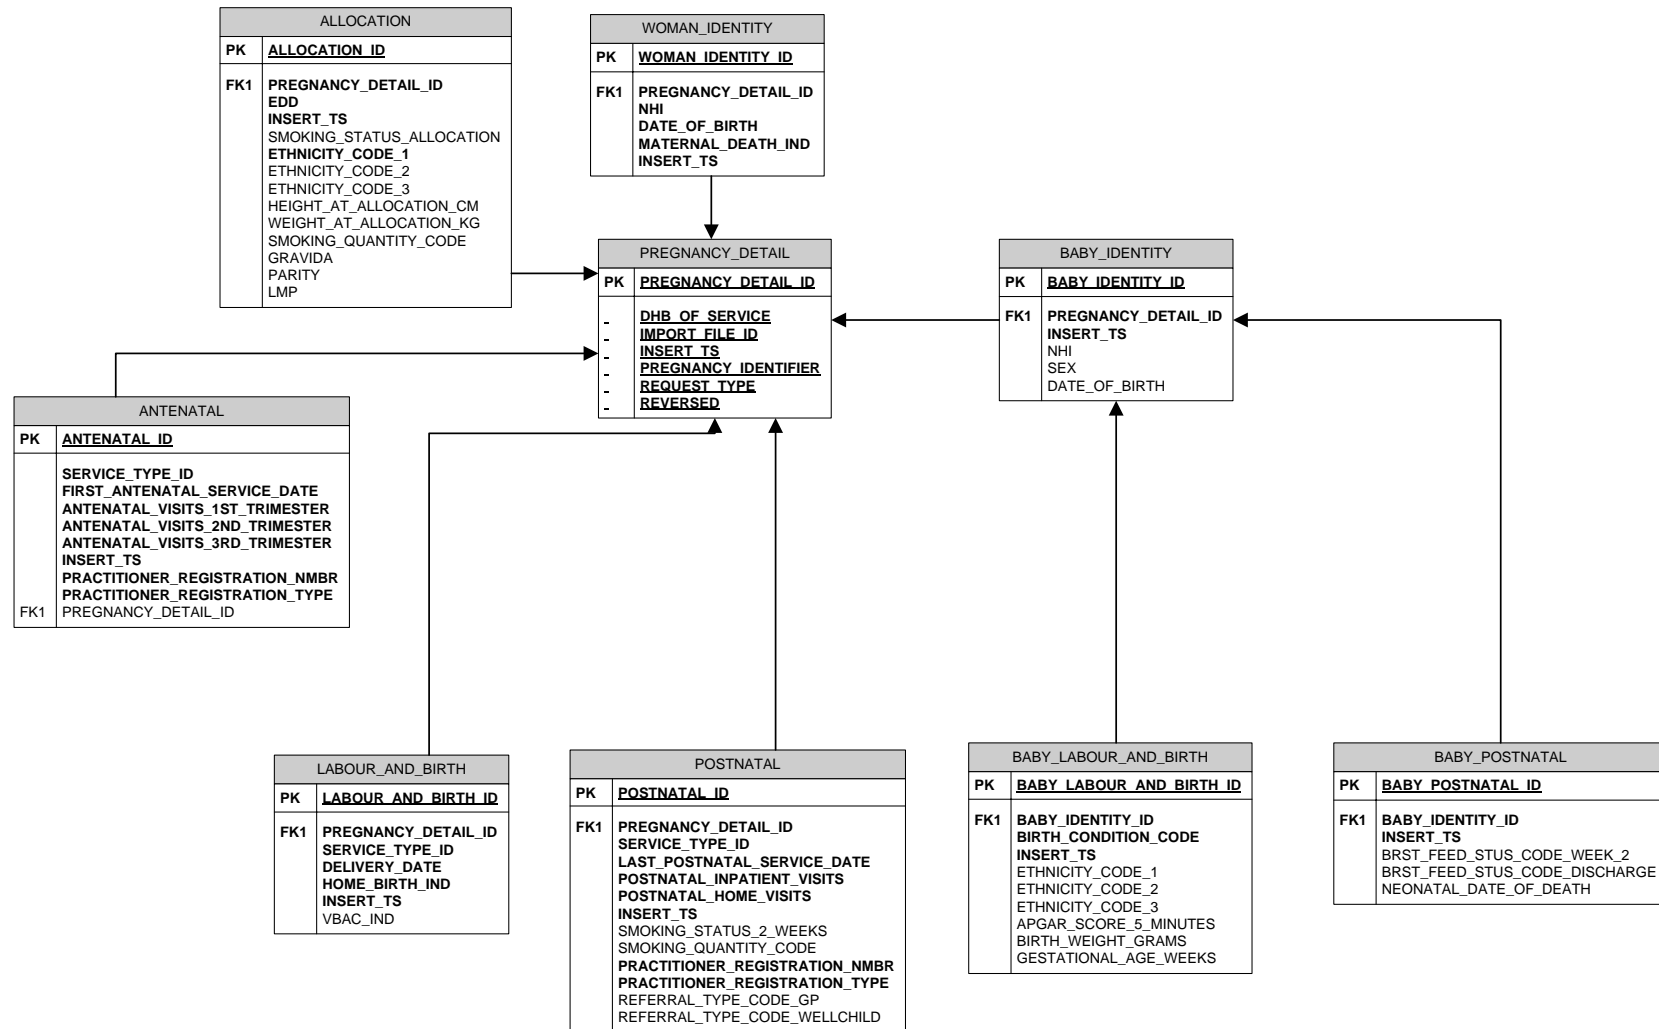 ALLOCATION
PK ALLOCATION_ID
FK1 PREGNANCY_DETAIL_ID
EDD
INSERT_TS
SMOKING_STATUS_ALLOCATION
ETHNICITY_CODE_1
ETHNICITY_CODE_2
ETHNICITY_CODE_3
HEIGHT_AT_ALLOCATION_CM
WEIGHT_AT_ALLOCATION_KG
SMOKING_QUANTITY_CODE
GRAVIDA
PARITY
LMP
WOMAN_IDENTITY
PK WOMAN_IDENTITY_ID
FK1 PREGNANCY_DETAIL_ID
NHI
DATE_OF_BIRTH
MATERNAL_DEATH_IND
INSERT_TS
PREGNANCY_DETAIL
PK PREGNANCY_DETAIL_ID
DHB_OF_SERVICE
IMPORT_FILE_ID
INSERT_TS
PREGNANCY_IDENTIFIER
REQUEST_TYPE
REVERSED
BABY_IDENTITY
PK BABY_IDENTITY_ID
FK1 PREGNANCY_DETAIL_ID
INSERT_TS
NHI
SEX
DATE_OF_BIRTH
ANTENATAL
PK ANTENATAL_ID
SERVICE_TYPE_ID
FIRST_ANTENATAL_SERVICE_DATE
ANTENATAL_VISITS_1ST_TRIMESTER
ANTENATAL_VISITS_2ND_TRIMESTER
ANTENATAL_VISITS_3RD_TRIMESTER
INSERT_TS
PRACTITIONER_REGISTRATION_NMBR
PRACTITIONER_REGISTRATION_TYPE
FK1 PREGNANCY_DETAIL_ID
LABOUR_AND_BIRTH
PK LABOUR_AND_BIRTH_ID
FK1 PREGNANCY_DETAIL_ID
SERVICE_TYPE_ID
DELIVERY_DATE
HOME_BIRTH_IND
INSERT_TS
VBAC_IND
POSTNATAL
PK POSTNATAL_ID
FK1 PREGNANCY_DETAIL_ID
SERVICE_TYPE_ID
LAST_POSTNATAL_SERVICE_DATE
POSTNATAL_INPATIENT_VISITS
POSTNATAL_HOME_VISITS
INSERT_TS
SMOKING_STATUS_2_WEEKS
SMOKING_QUANTITY_CODE
PRACTITIONER_REGISTRATION_NMBR
PRACTITIONER_REGISTRATION_TYPE
REFERRAL_TYPE_CODE_GP
REFERRAL_TYPE_CODE_WELLCHILD
BABY_LABOUR_AND_BIRTH
PK BABY_LABOUR_AND_BIRTH_ID
FK1 BABY_IDENTITY_ID
BIRTH_CONDITION_CODE
INSERT_TS
ETHNICITY_CODE_1
ETHNICITY_CODE_2
ETHNICITY_CODE_3
APGAR_SCORE_5_MINUTES
BIRTH_WEIGHT_GRAMS
GESTATIONAL_AGE_WEEKS
BABY_POSTNATAL
PK BABY_POSTNATAL_ID
FK1 BABY_IDENTITY_ID
INSERT_TS
BRST_FEED_STUS_CODE_WEEK_2
BRST_FEED_STUS_CODE_DISCHARGE
NEONATAL_DATE_OF_DEATH